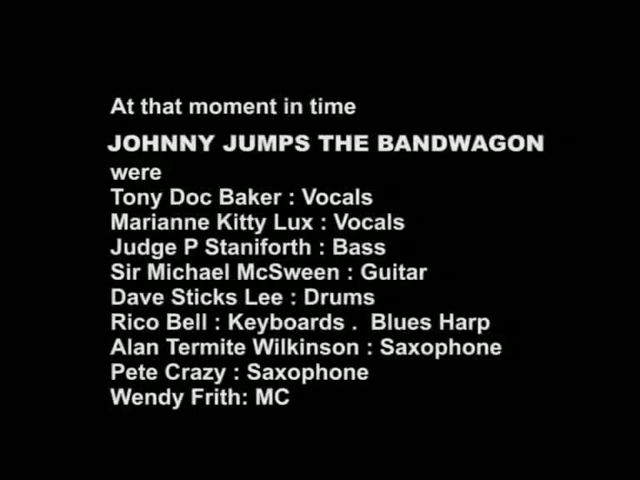 At that moment in time
JOHNNY JUMPS THE BANDWAGON
were
Tony Doc Baker : Vocals
Marianne Kitty Lux : Vocals
Judge P Staniforth : Bass
Sir Michael McSween : Guitar
Dave Sticks Lee : Drums
Rico Bell : Keyboards .  Blues Harp
Alan Termite Wilkinson : Saxophone
Pete Crazy : Saxophone
Wendy Frith: MC